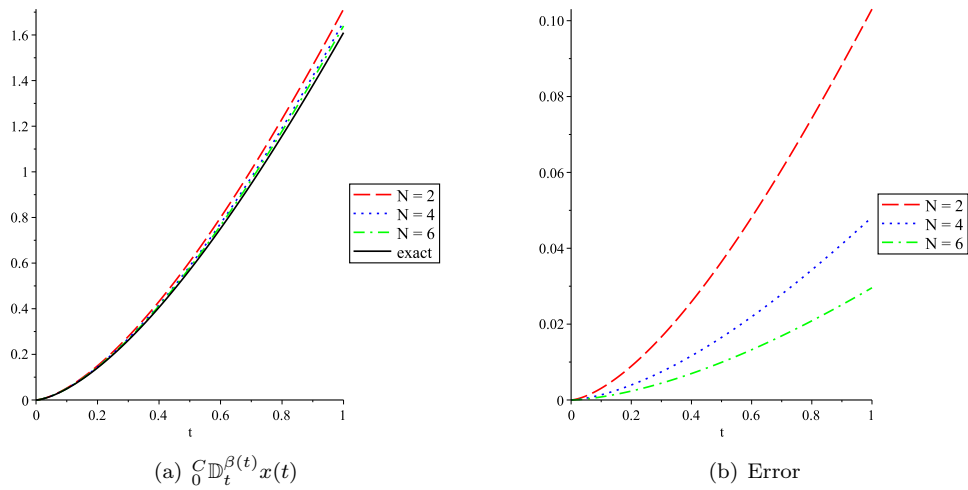 1.6
1.4
1.2
1.0
0.8
0.6
0.4
0.2
0
0 0.2 0.4 0.6 0.8 1
t
N = 2
N = 4
N = 6
exact
(a) ₀ᶜ𝔻ₜ^β(t) x(t)
0.10
0.08
0.06
0.04
0.02
0
0 0.2 0.4 0.6 0.8 1
t
N = 2
N = 4
N = 6
(b) Error